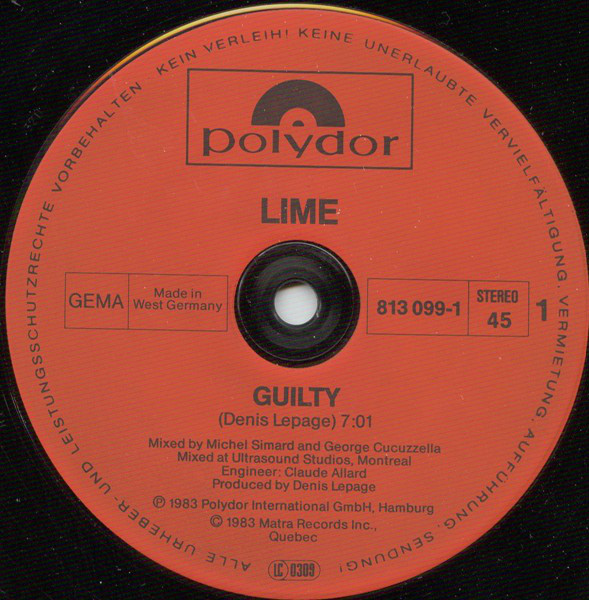 ALLE URHEBER- UND LEISTUNGSSCHUTZRECHTE VORBEHALTEN KEIN VERLEIH! KEINE UNERLAUBTE VERVIELFÄLTIGUNG, VERMIETUNG, AUFFÜHRUNG, SENDUNG!
polydor
LIME
GEMA
Made in
West Germany
813 099-1
STEREO
45
1
GUILTY
(Denis Lepage) 7:01
Mixed by Michel Simard and George Cucuzzella
Mixed at Ultrasound Studios, Montreal
Engineer: Claude Allard
Produced by Denis Lepage
Ⓟ 1983 Polydor International GmbH, Hamburg
© 1983 Matra Records Inc.,
Quebec
LC 0309